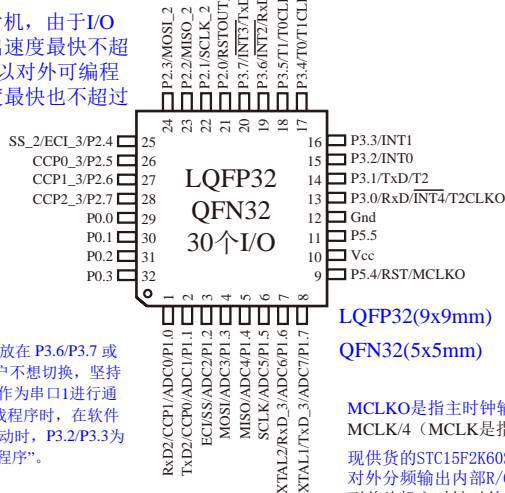 机，由于I/O
速度最快不超
以对外可编程
度最快也不超过
P2.3/MOSI_2
P2.2/MISO_2
P2.1/SCLK_2
P2.0/RSTOUT_
P3.7/INT3/TxD
P3.6/INT2/RxD
P3.5/T1/T0CL
P3.4/T0/T1CL
24
23
22
21
20
19
18
17
SS_2/ECI_3/P2.4 25
CCP0_3/P2.5 26
CCP1_3/P2.6 27
CCP2_3/P2.7 28
P0.0 29
P0.1 30
P0.2 31
P0.3 32
LQFP32
QFN32
30个I/O
16 P3.3/INT1
15 P3.2/INT0
14 P3.1/TxD/T2
13 P3.0/RxD/INT4/T2CLKO
12 Gnd
11 P5.5
10 Vcc
9 P5.4/RST/MCLKO
1
2
3
4
5
6
7
8
RxD2/CCP1/ADC0/P1.0
TxD2/CCP0/ADC1/P1.1
ECI/SS/ADC2/P1.2
MOSI/ADC3/P1.3
MISO/ADC4/P1.4
SCLK/ADC5/P1.5
XTAL2/RxD_3/ADC6/P1.6
XTAL1/TxD_3/ADC7/P1.7
LQFP32(9x9mm)
QFN32(5x5mm)
放在 P3.6/P3.7 或
户不想切换，坚持
作为串口1进行通
载程序时，在软件
动时，P3.2/P3.3为
程序”。
MCLKO是指主时钟输
MCLK/4（MCLK是指
现供货的STC15F2K60S
对外分频输出内部R/